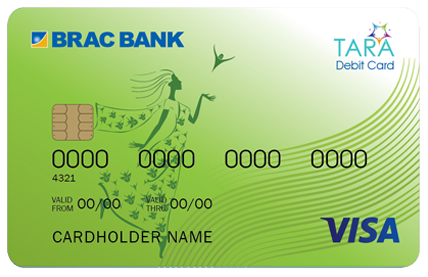 BRAC BANK
TARA
Debit Card
0000 0000 0000 0000
4321
VALID FROM 00/00 VALID THRU 00/00
CARDHOLDER NAME
VISA